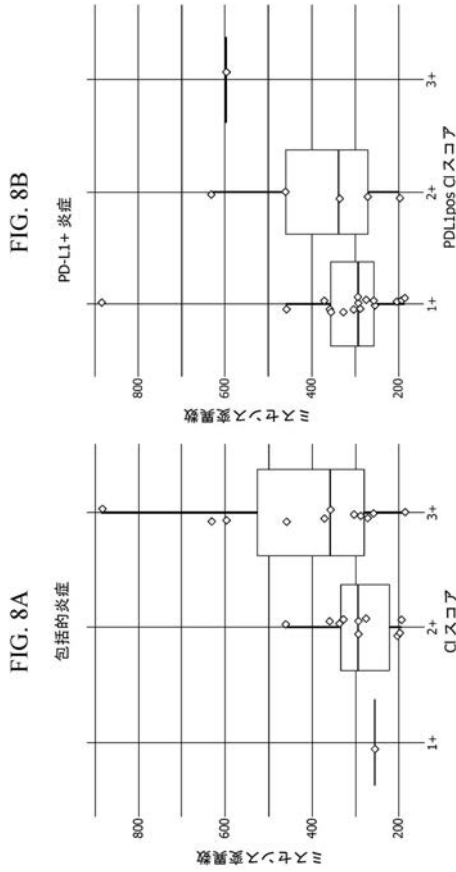 FIG. 8A
包括的炎症
ミスセンス変異数
800
600
400
200
1+
2+
3+
CIスコア
FIG. 8B
PD-L1+ 炎症
ミスセンス変異数
800
600
400
200
1+
2+
3+
PDL1pos CIスコア